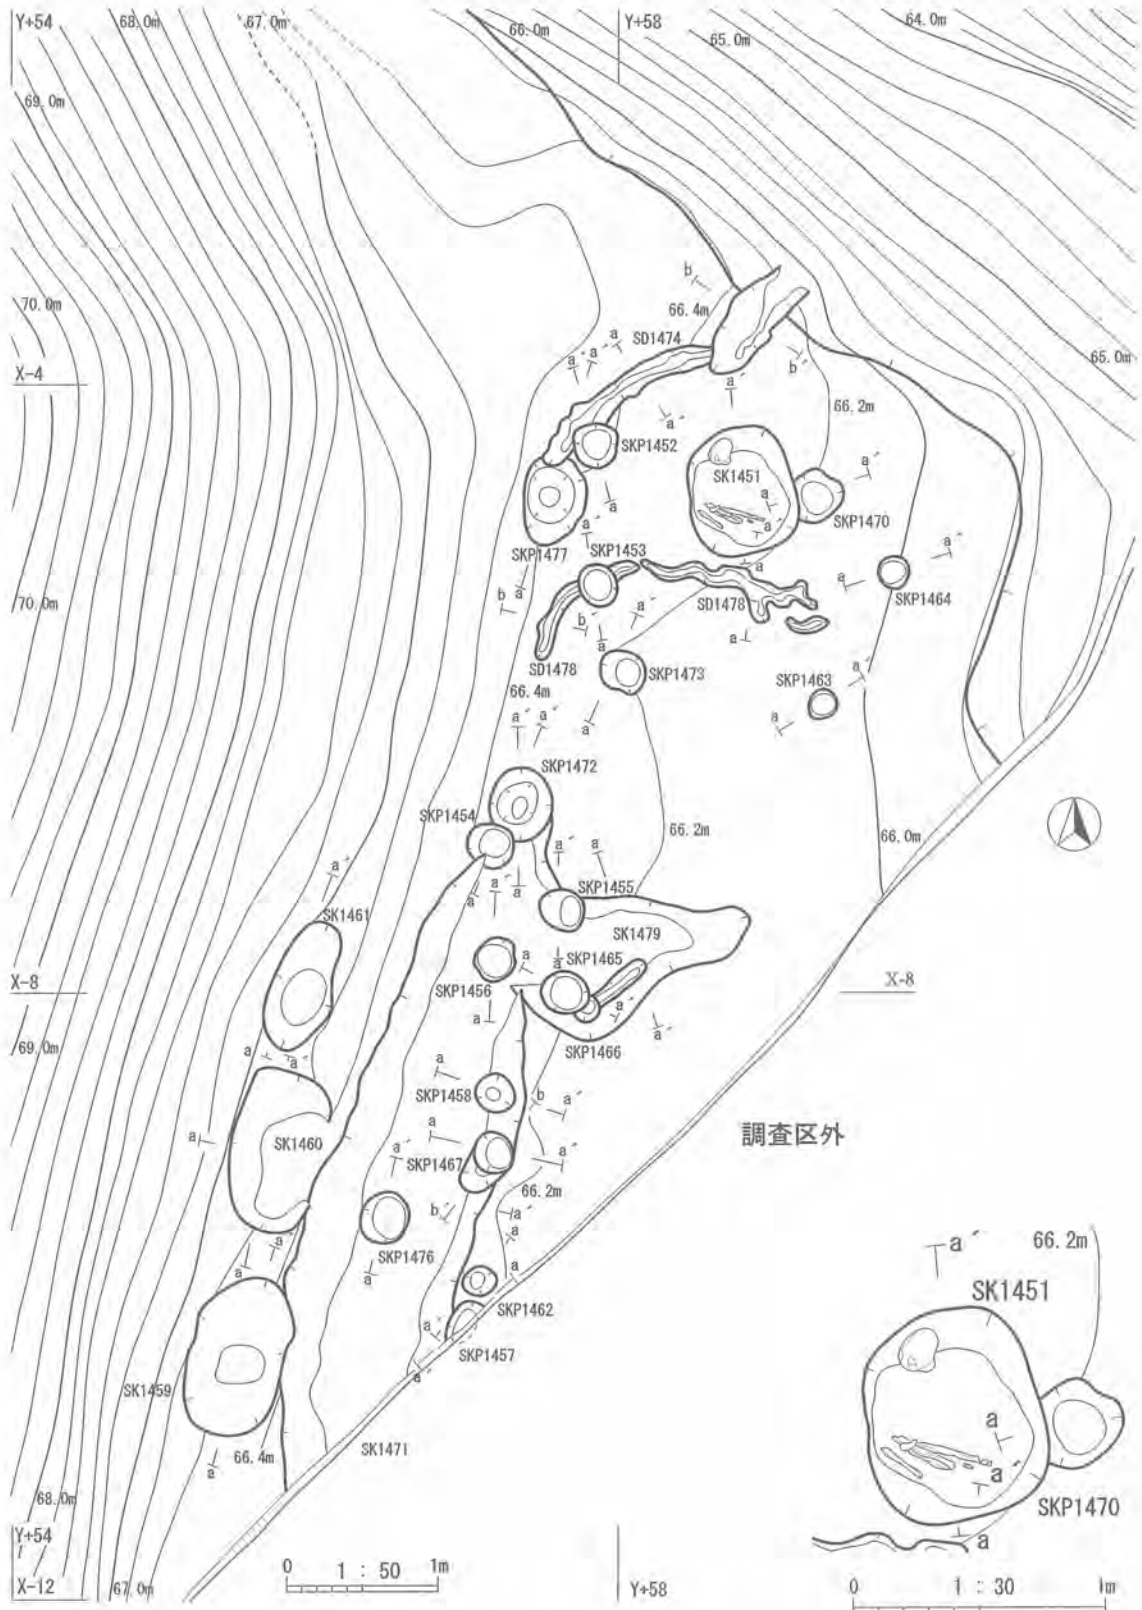 Y+54
68.0m
67.0m
66.0m
Y+58
65.0m
64.0m
69.0m
70.0m
b
66.4m
SD1474
a
a'
a'
X-4
b'
65.0m
a'
66.2m
a'
SKP1452
SK1451
a'
a
a
a'
SKP1470
a'
SKP1477
SKP1453
a
a'
a
b
a
SKP1464
70.0m
SD1478
b'
a
a'
a
SD1478
SKP1473
SKP1463
a'
66.4m
a'
a'
a
a
SKP1472
SKP1454
66.2m
66.0m
a'
a'
a
a'
a
SKP1455
a
SK1461
SK1479
a
SKP1465
a
X-8
SKP1456
X-8
a
a'
a'
69.0m
SKP1466
a
a'
a
SKP1458
b
a'
a
a
調査区外
SK1460
a'
SKP1467
a'
66.2m
b'
a'
a
SKP1476
a'
66.2m
a
a'
a
a
SK1451
SKP1462
a'
SKP1457
a'
SK1459
SK1471
a
66.4m
a'
a
68.0m
SKP1470
a
Y+54
X-12
67.0m
0 1 : 50 1m
Y+58
0 1 : 30 1m